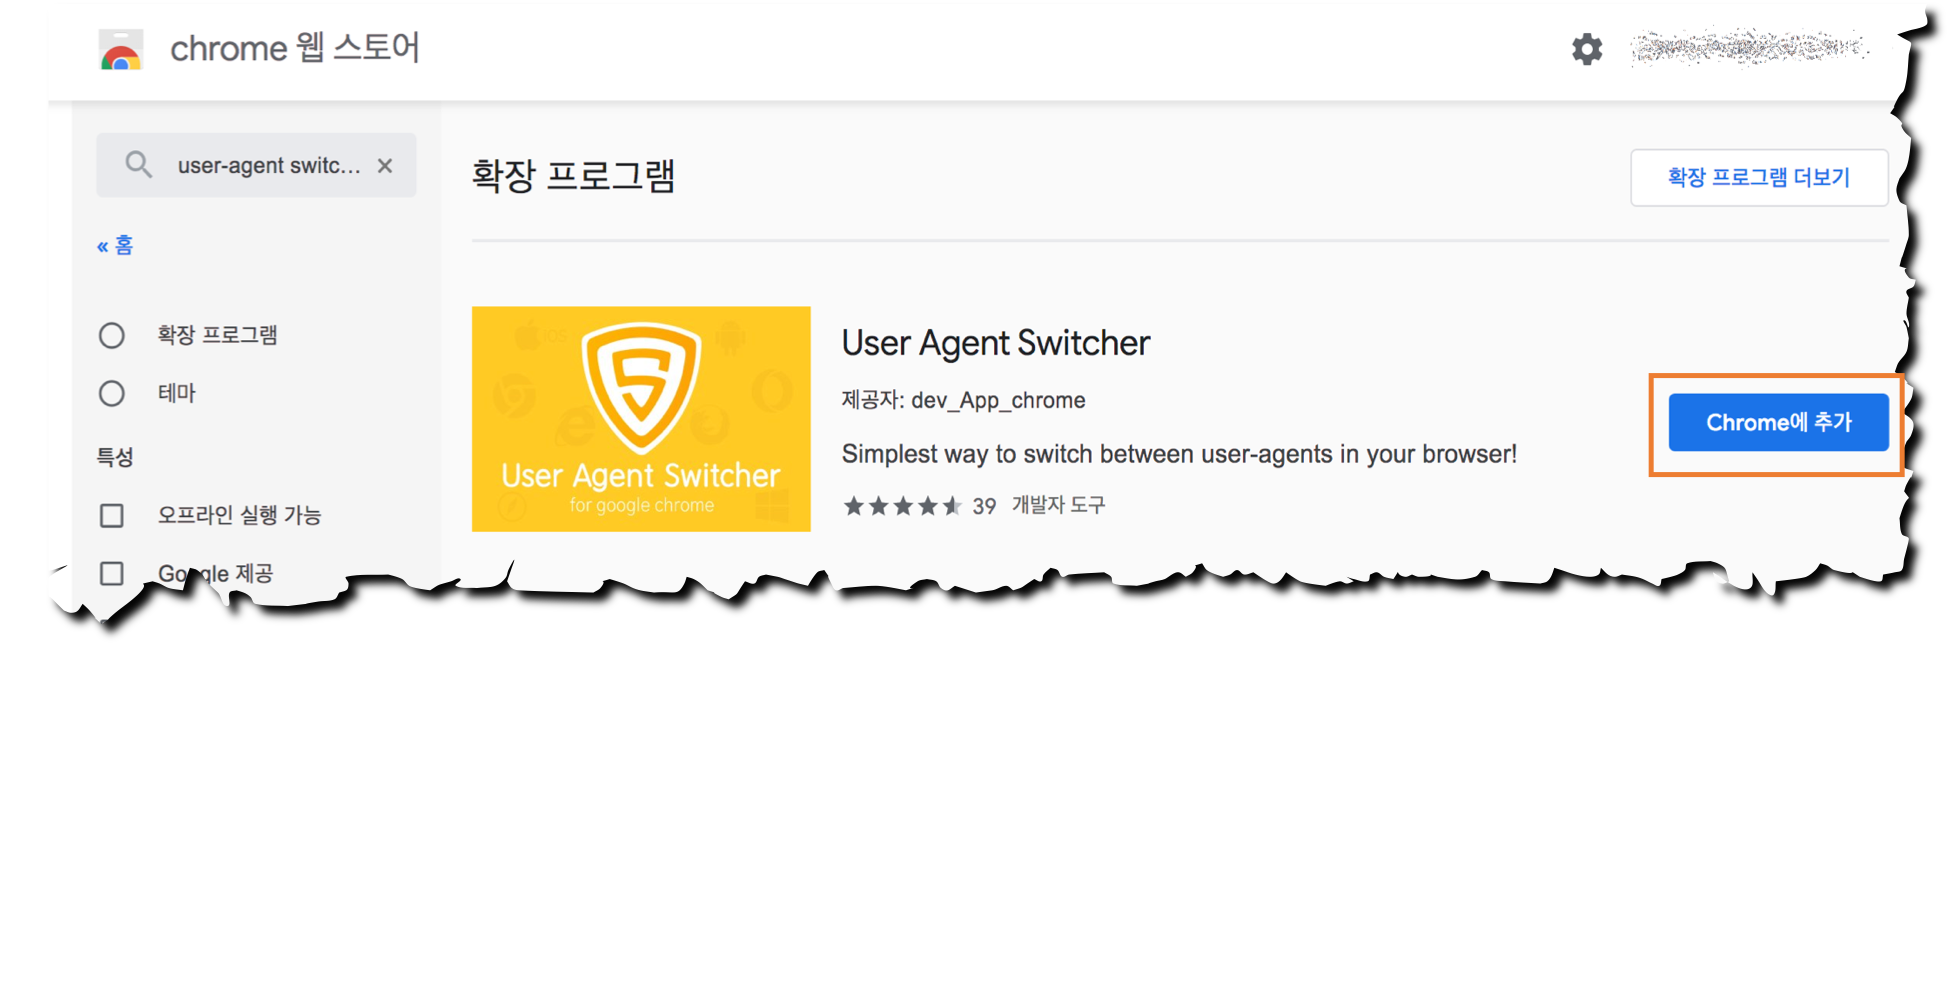 chrome 웹 스토어
user-agent switc...
« 홈
확장 프로그램
테마
특성
오프라인 실행 가능
Google 제공
확장 프로그램
확장 프로그램 더보기
iOS
User Agent Switcher
for google chrome
User Agent Switcher
제공자: dev_App_chrome
Simplest way to switch between user-agents in your browser!
39 개발자 도구
Chrome에 추가